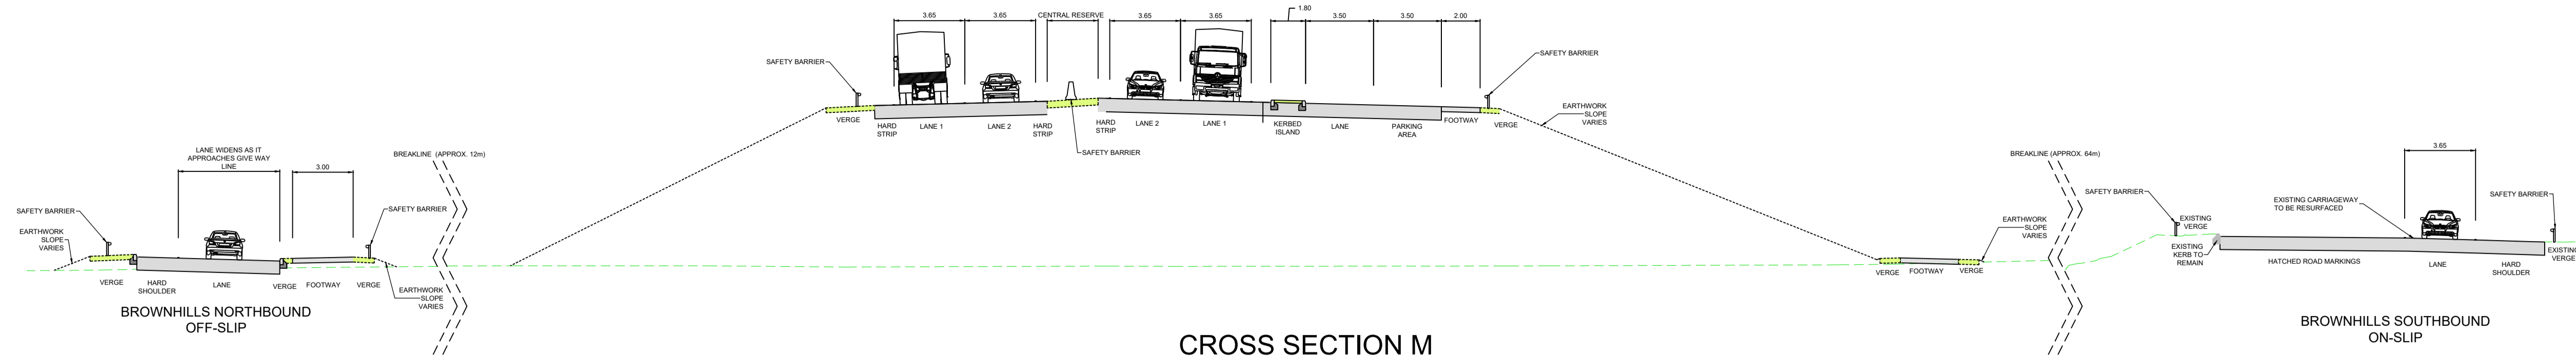 LANE WIDENS AS IT
APPROACHES GIVE WAY
LINE
3.00
SAFETY BARRIER
EARTHWORK
SLOPE
VARIES
SAFETY BARRIER
VERGE
HARD
SHOULDER
LANE
VERGE
FOOTWAY
VERGE
EARTHWORK
SLOPE
VARIES
BROWNHILLS NORTHBOUND
OFF-SLIP
BREAKLINE (APPROX. 12m)
3.65
3.65
CENTRAL RESERVE
3.65
3.65
1.80
3.50
3.50
2.00
SAFETY BARRIER
SAFETY BARRIER
VERGE
HARD
STRIP
LANE 1
LANE 2
HARD
STRIP
SAFETY BARRIER
HARD
STRIP
LANE 2
LANE 1
KERBED
ISLAND
LANE
PARKING
AREA
FOOTWAY
VERGE
EARTHWORK
SLOPE
VARIES
VERGE
FOOTWAY
VERGE
EARTHWORK
SLOPE
VARIES
CROSS SECTION M
BREAKLINE (APPROX. 64m)
3.65
SAFETY BARRIER
EXISTING
VERGE
EXISTING CARRIAGEWAY
TO BE RESURFACED
SAFETY BARRIER
EXISTING
KERB TO
REMAIN
HATCHED ROAD MARKINGS
LANE
HARD
SHOULDER
EXISTING
VERGE
BROWNHILLS SOUTHBOUND
ON-SLIP